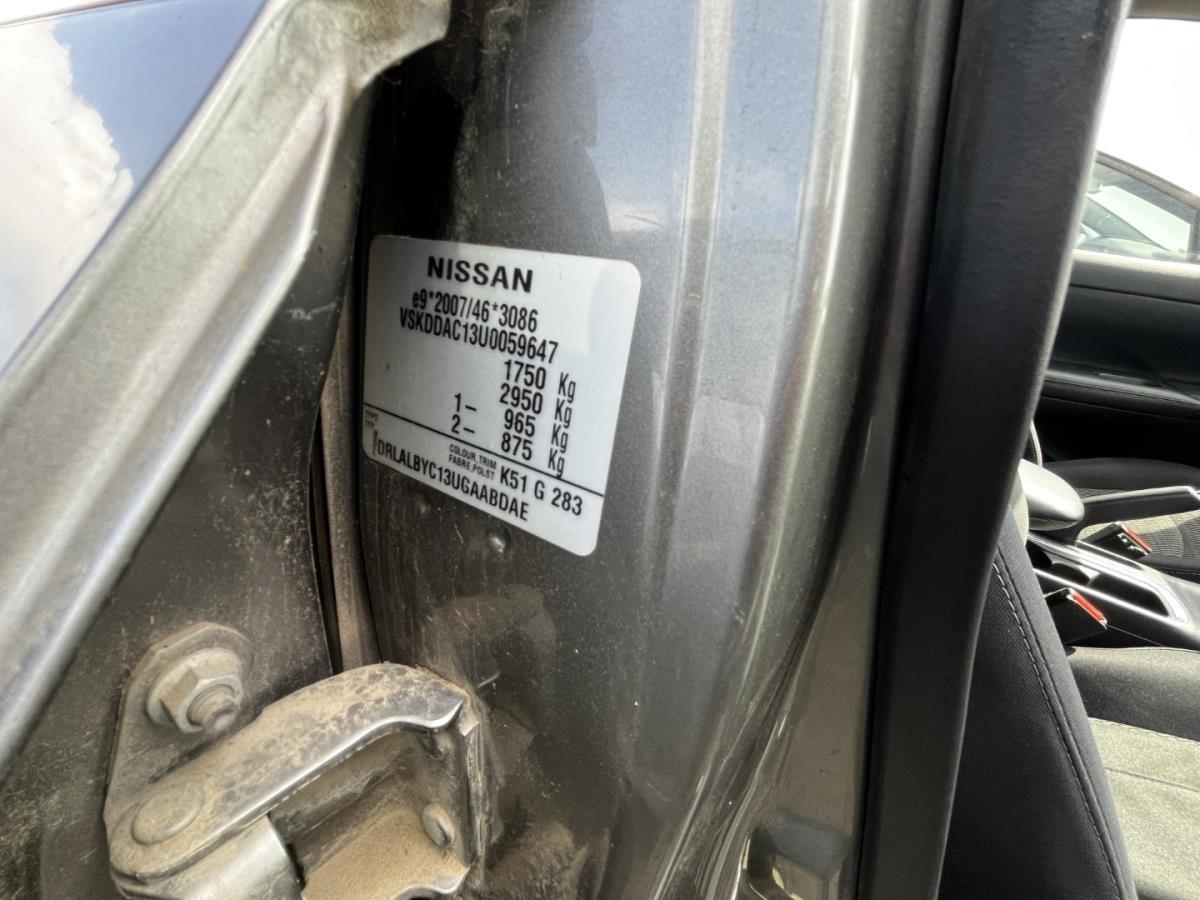 NISSAN
e9*2007/46*3086
VSKDDAC13U0059647
1750 Kg
2950 Kg
1- 965 Kg
2- 875 Kg
TYPE
TYP
COLOUR, TRIM
FABRE, POLST
K51 G 283
DRLALBYC13UGAABDAE